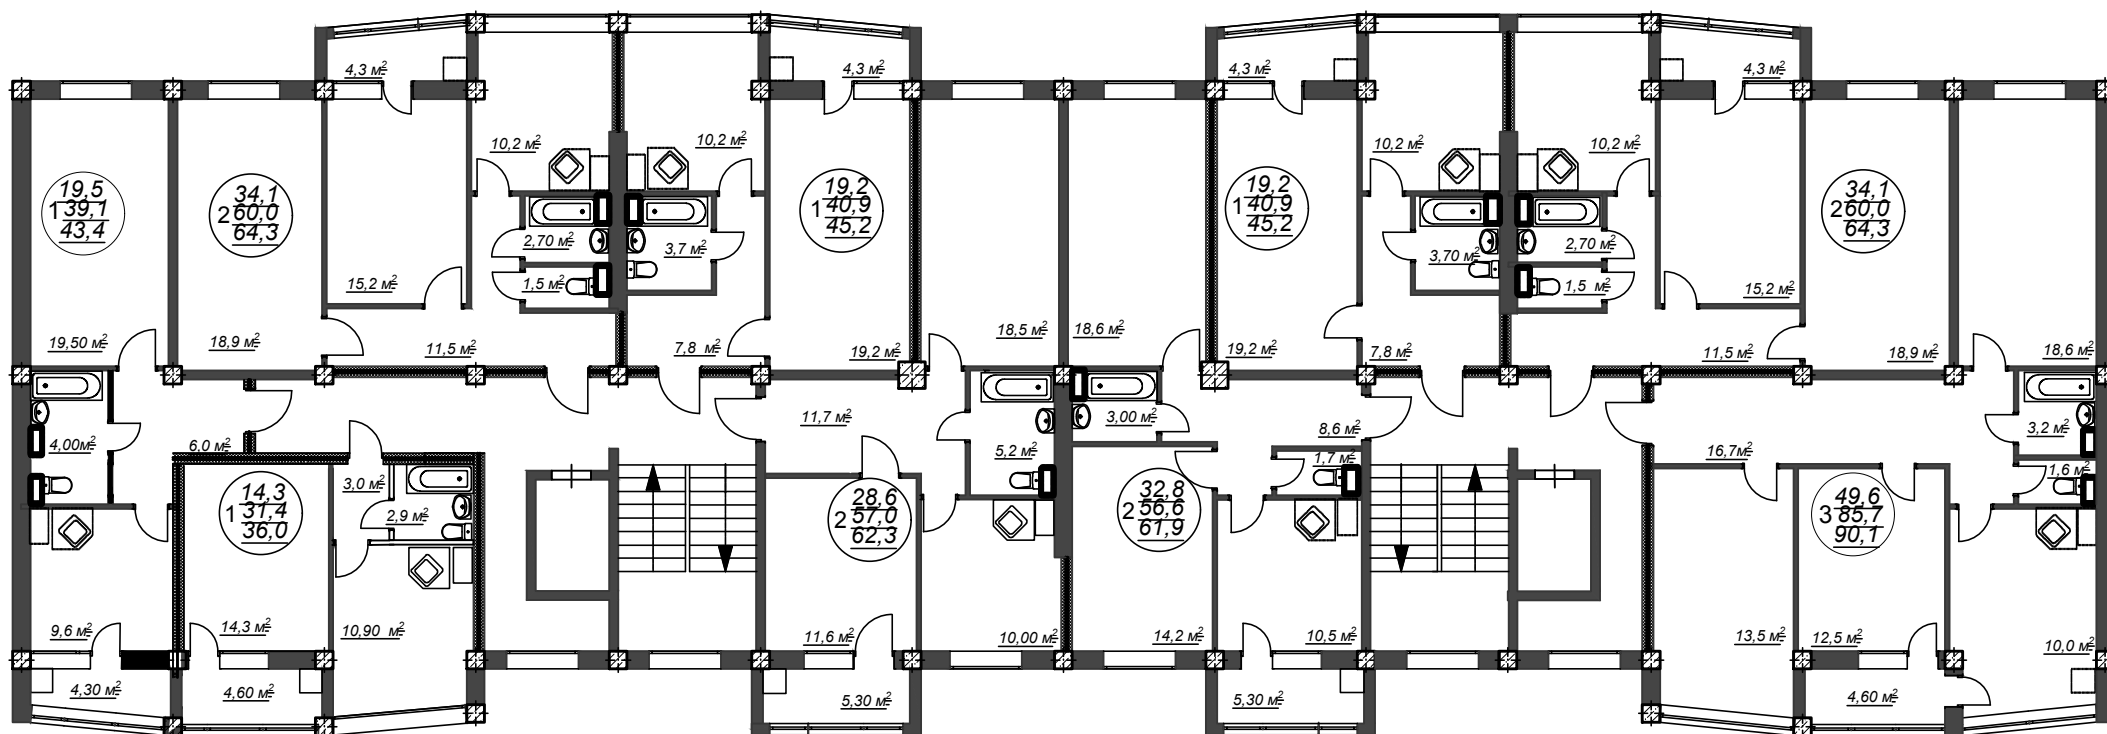 4,3 м²
4,3 м²
4,3 м²
4,3 м²
10,2 м²
10,2 м²
10,2 м²
10,2 м²
19,5
1 39,1
43,4
34,1
2 60,0
64,3
19,2
1 40,9
45,2
19,2
1 40,9
45,2
34,1
2 60,0
64,3
2,70 м²
3,7 м²
3,70 м²
2,70 м²
15,2 м²
1,5 м²
1,5 м²
15,2 м²
19,50 м²
18,9 м²
11,5 м²
7,8 м²
19,2 м²
18,5 м²
18,6 м²
19,2 м²
7,8 м²
11,5 м²
18,9 м²
18,6 м²
4,00м²
6,0 м²
11,7 м²
5,2 м²
3,00 м²
8,6 м²
1,7 м²
16,7м²
3,2 м²
1,6 м²
14,3
1 31,4
36,0
3,0 м²
2,9 м²
28,6
2 57,0
62,3
32,8
2 56,6
61,9
49,6
3 85,7
90,1
9,6 м²
14,3 м²
10,90 м²
11,6 м²
10,00 м²
14,2 м²
10,5 м²
13,5 м²
12,5 м²
10,0 м²
4,30 м²
4,60 м²
5,30 м²
5,30 м²
4,60 м²